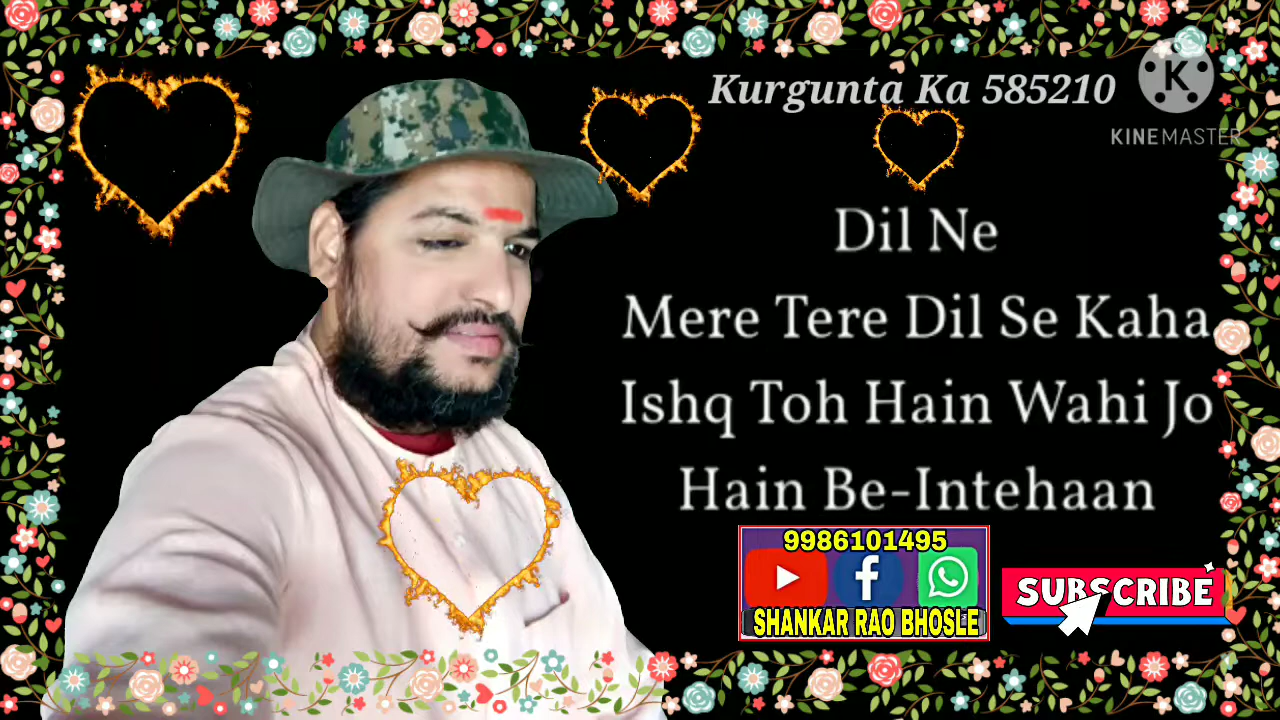 Kurgunta Ka 585210
K
KINEMASTER
Dil Ne
Mere Tere Dil Se Kaha
Ishq Toh Hain Wahi Jo
Hain Be-Intehaan
9986101495
f
SHANKAR RAO BHOSLE
SUBSCRIBE